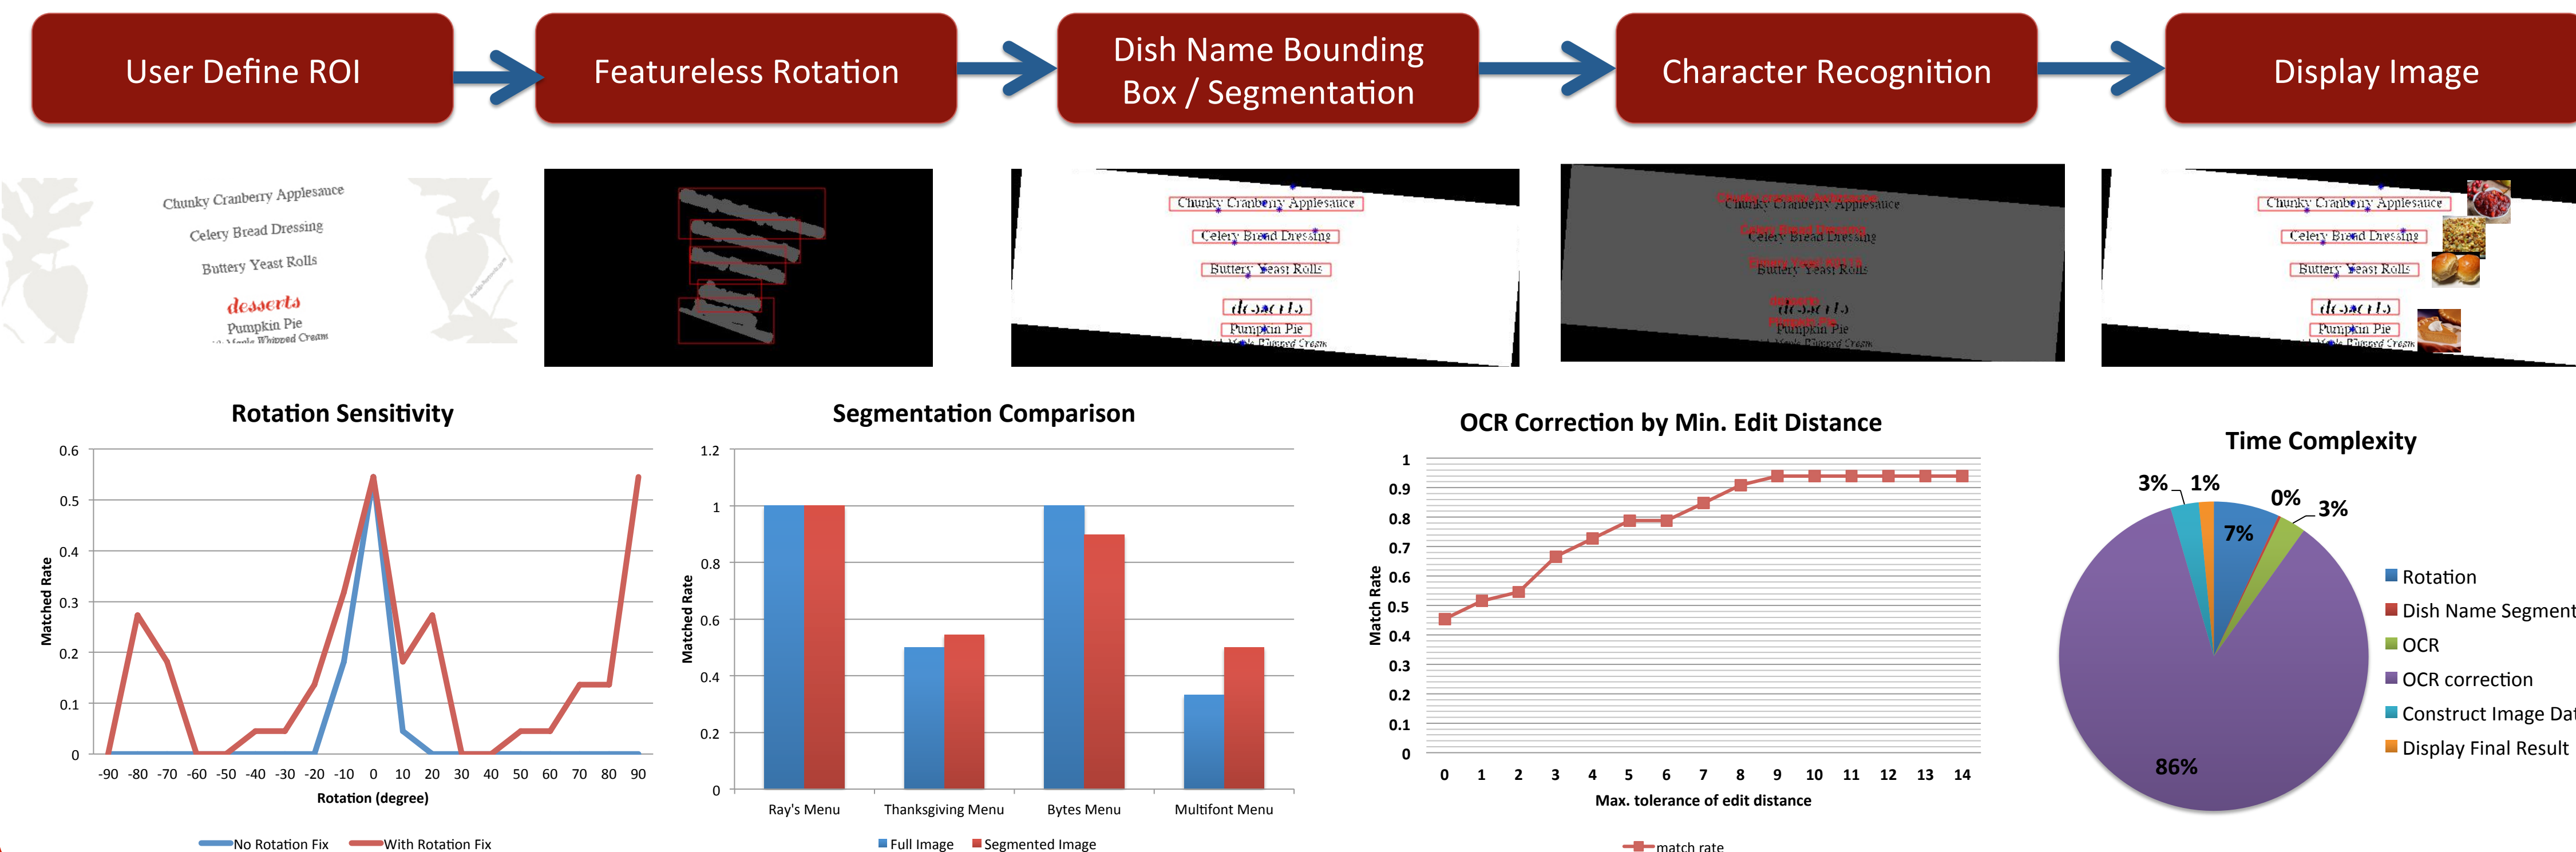 User Define ROI
Featureless Rotation
Dish Name Bounding
Box / Segmentation
Character Recognition
Display Image
Chunky Cranberry Applesauce
Celery Bread Dressing
Buttery Yeast Rolls
desserts
Pumpkin Pie
Maple Whipped Cream
Chunky Cranberry Applesauce
Celery Bread Dressing
Buttery Yeast Rolls
desserts
Pumpkin Pie
Chunky Cranberry Applesauce
Celery Bread Dressing
Buttery Yeast Rolls
desserts
Pumpkin Pie
Chunky Cranberry Applesauce
Celery Bread Dressing
Buttery Yeast Rolls
desserts
Pumpkin Pie
Rotation Sensitivity
0.6
0.5
0.4
0.3
0.2
0.1
0
Matched Rate
-90 -80 -70 -60 -50 -40 -30 -20 -10 0 10 20 30 40 50 60 70 80 90
Rotation (degree)
No Rotation Fix With Rotation Fix
Segmentation Comparison
1.2
1
0.8
0.6
0.4
0.2
0
Matched Rate
Ray's Menu Thanksgiving Menu Bytes Menu Multifont Menu
Full Image Segmented Image
OCR Correction by Min. Edit Distance
1
0.9
0.8
0.7
0.6
0.5
0.4
0.3
0.2
0.1
0
Match Rate
0 1 2 3 4 5 6 7 8 9 10 11 12 13 14
Max. tolerance of edit distance
match rate
Time Complexity
3% 1% 0% 3%
7%
86%
Rotation
Dish Name Segment
OCR
OCR correction
Construct Image Dat
Display Final Result